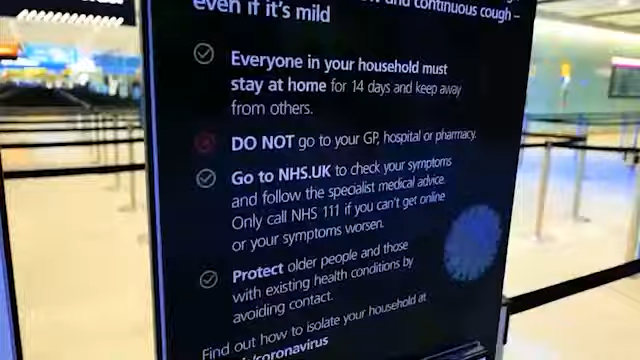 and continuous cough –
even if it's mild
Everyone in your household must
stay at home for 14 days and keep away
from others.
DO NOT go to your GP, hospital or pharmacy.
Go to NHS.UK to check your symptoms
and follow the specialist medical advice.
Only call NHS 111 if you can't get online
or your symptoms worsen.
Protect older people and those
with existing health conditions by
avoiding contact.
Find out how to isolate your household at
/coronavirus